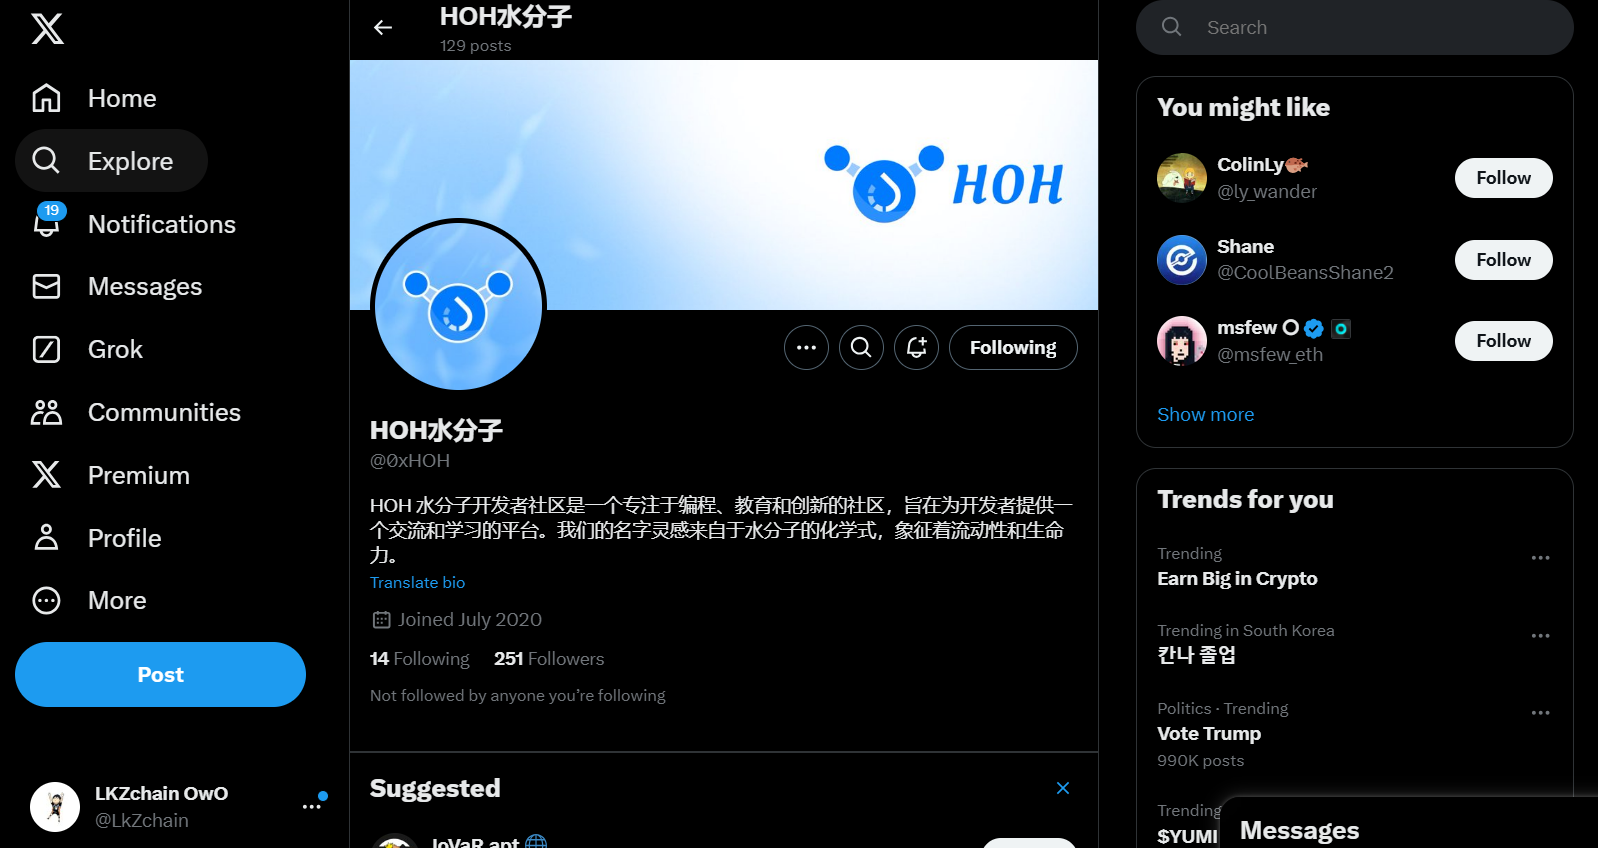 Home
Explore
19
Notifications
Messages
Grok
Communities
Premium
Profile
More
Post
LKZchain OwO
@LkZchain
HOH水分子
129 posts
HOH
Following
HOH水分子
@0xHOH
HOH 水分子开发者社区是一个专注于编程、教育和创新的社区，旨在为开发者提供一
个交流和学习的平台。我们的名字灵感来自于水分子的化学式，象征着流动性和生命
力。
Translate bio
Joined July 2020
14 Following 251 Followers
Not followed by anyone you’re following
Suggested
JoVaR.apt
Search
You might like
ColinLy
@ly_wander
Follow
Shane
@CoolBeansShane2
Follow
msfew
@msfew_eth
Follow
Show more
Trends for you
Trending
Earn Big in Crypto
Trending in South Korea
칸나 졸업
Politics · Trending
Vote Trump
990K posts
Trending
$YUMI
Messages